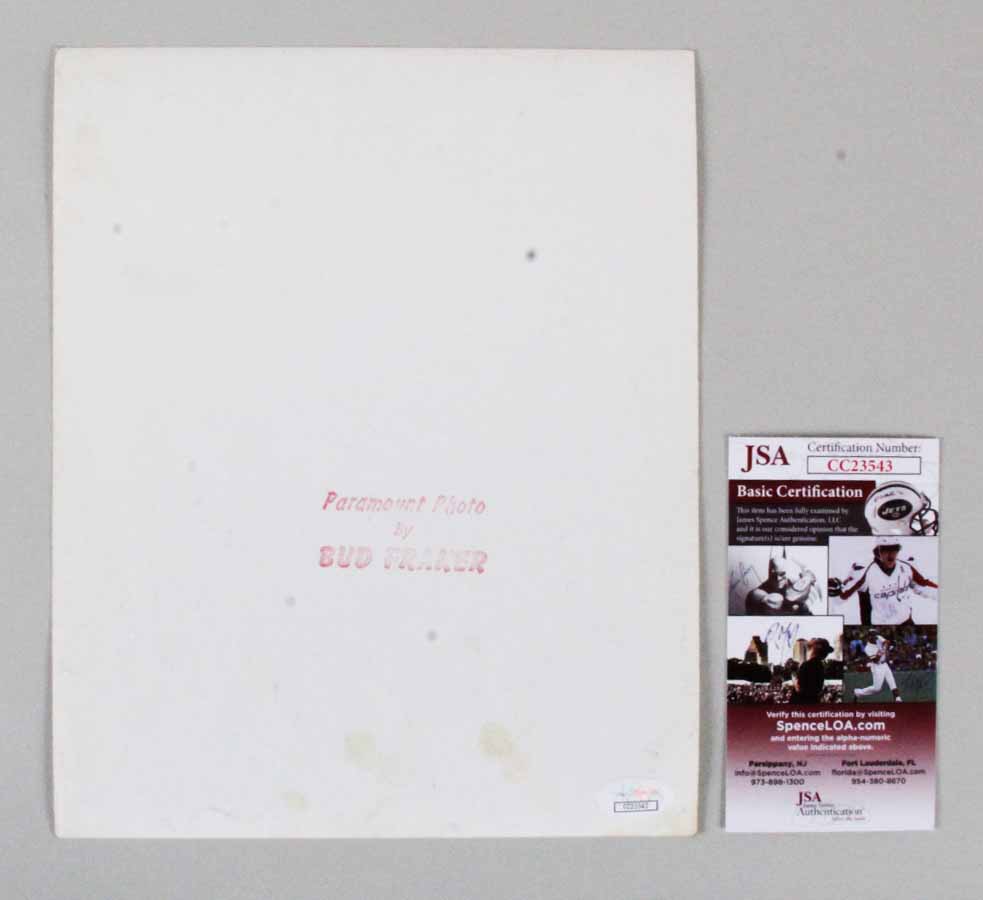 Paramount Photo
by
BUD FRAKER
CC23543
JSA
Certification Number:
CC23543
Basic Certification
This item has been fully examined by
James Spence Authentication, LLC
and it is our considered opinion that the
signature(s) is/are genuine.
JETS
capitals
Verify this certification by visiting
SpenceLOA.com
and entering the alpha-numeric
value indicated above.
Parsippany, NJ
info@SpenceLOA.com
973-898-1300
Fort Lauderdale, FL
florida@SpenceLOA.com
954-380-8670
JSA
Authentication